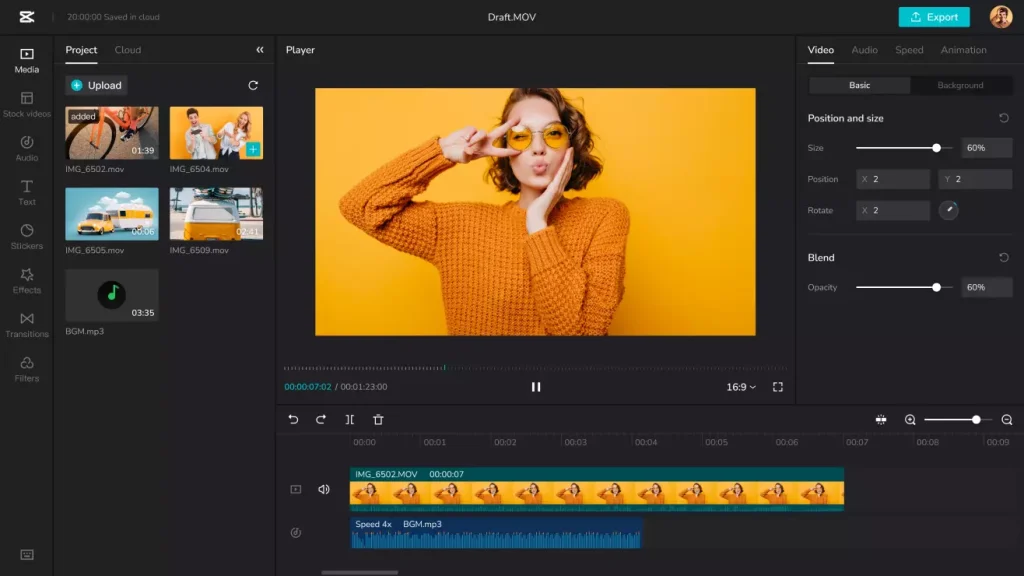 20:00:00 Saved in cloud
Draft.MOV
Export
Media
Stock videos
Audio
Text
Stickers
Effects
Transitions
Filters
Project
Cloud
Upload
added
01:39
IMG_6502.mov
IMG_6504.mov
00:06
IMG_6505.mov
02:41
IMG_6509.mov
03:35
BGM.mp3
Player
00:00:07:02 / 00:01:23:00
16:9
Video
Audio
Speed
Animation
Basic
Background
Position and size
Size
60%
Position
X 2
Y 2
Rotate
X 2
Blend
Opacity
60%
00:00
00:01
00:02
00:03
00:04
00:05
00:06
00:07
00:08
00:09
IMG_6502.MOV 00:00:07
Speed 4x BGM.mp3